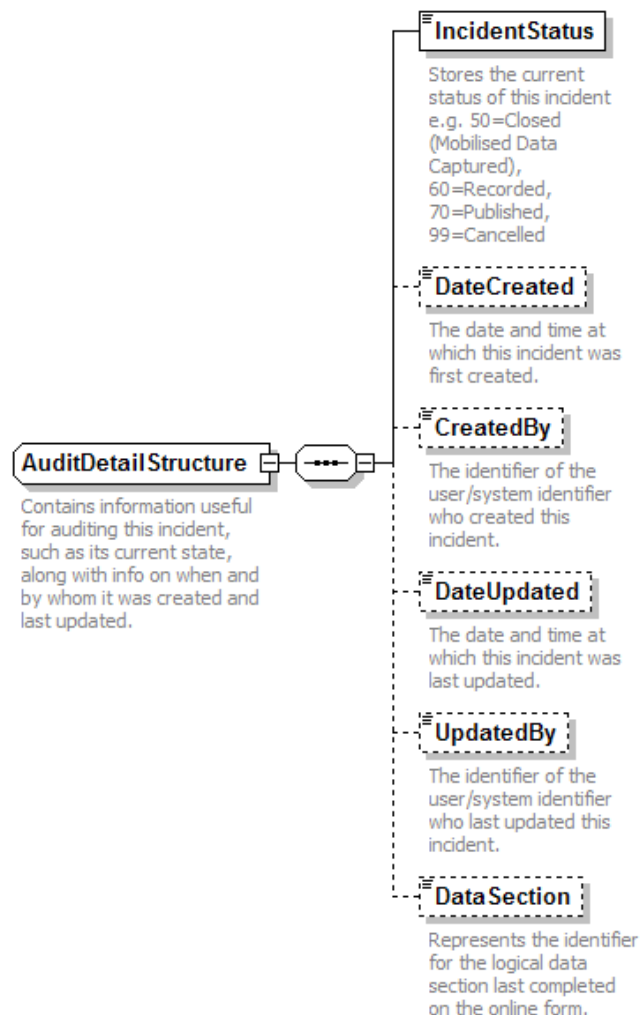 IncidentStatus
Stores the current
status of this incident
e.g. 50=Closed
(Mobilised Data
Captured),
60=Recorded,
70=Published,
99=Cancelled
DateCreated
The date and time at
which this incident was
first created.
AuditDetailStructure
Contains information useful
for auditing this incident,
such as its current state,
along with info on when and
by whom it was created and
last updated.
CreatedBy
The identifier of the
user/system identifier
who created this
incident.
DateUpdated
The date and time at
which this incident was
last updated.
UpdatedBy
The identifier of the
user/system identifier
who last updated this
incident.
DataSection
Represents the identifier
for the logical data
section last completed
on the online form.